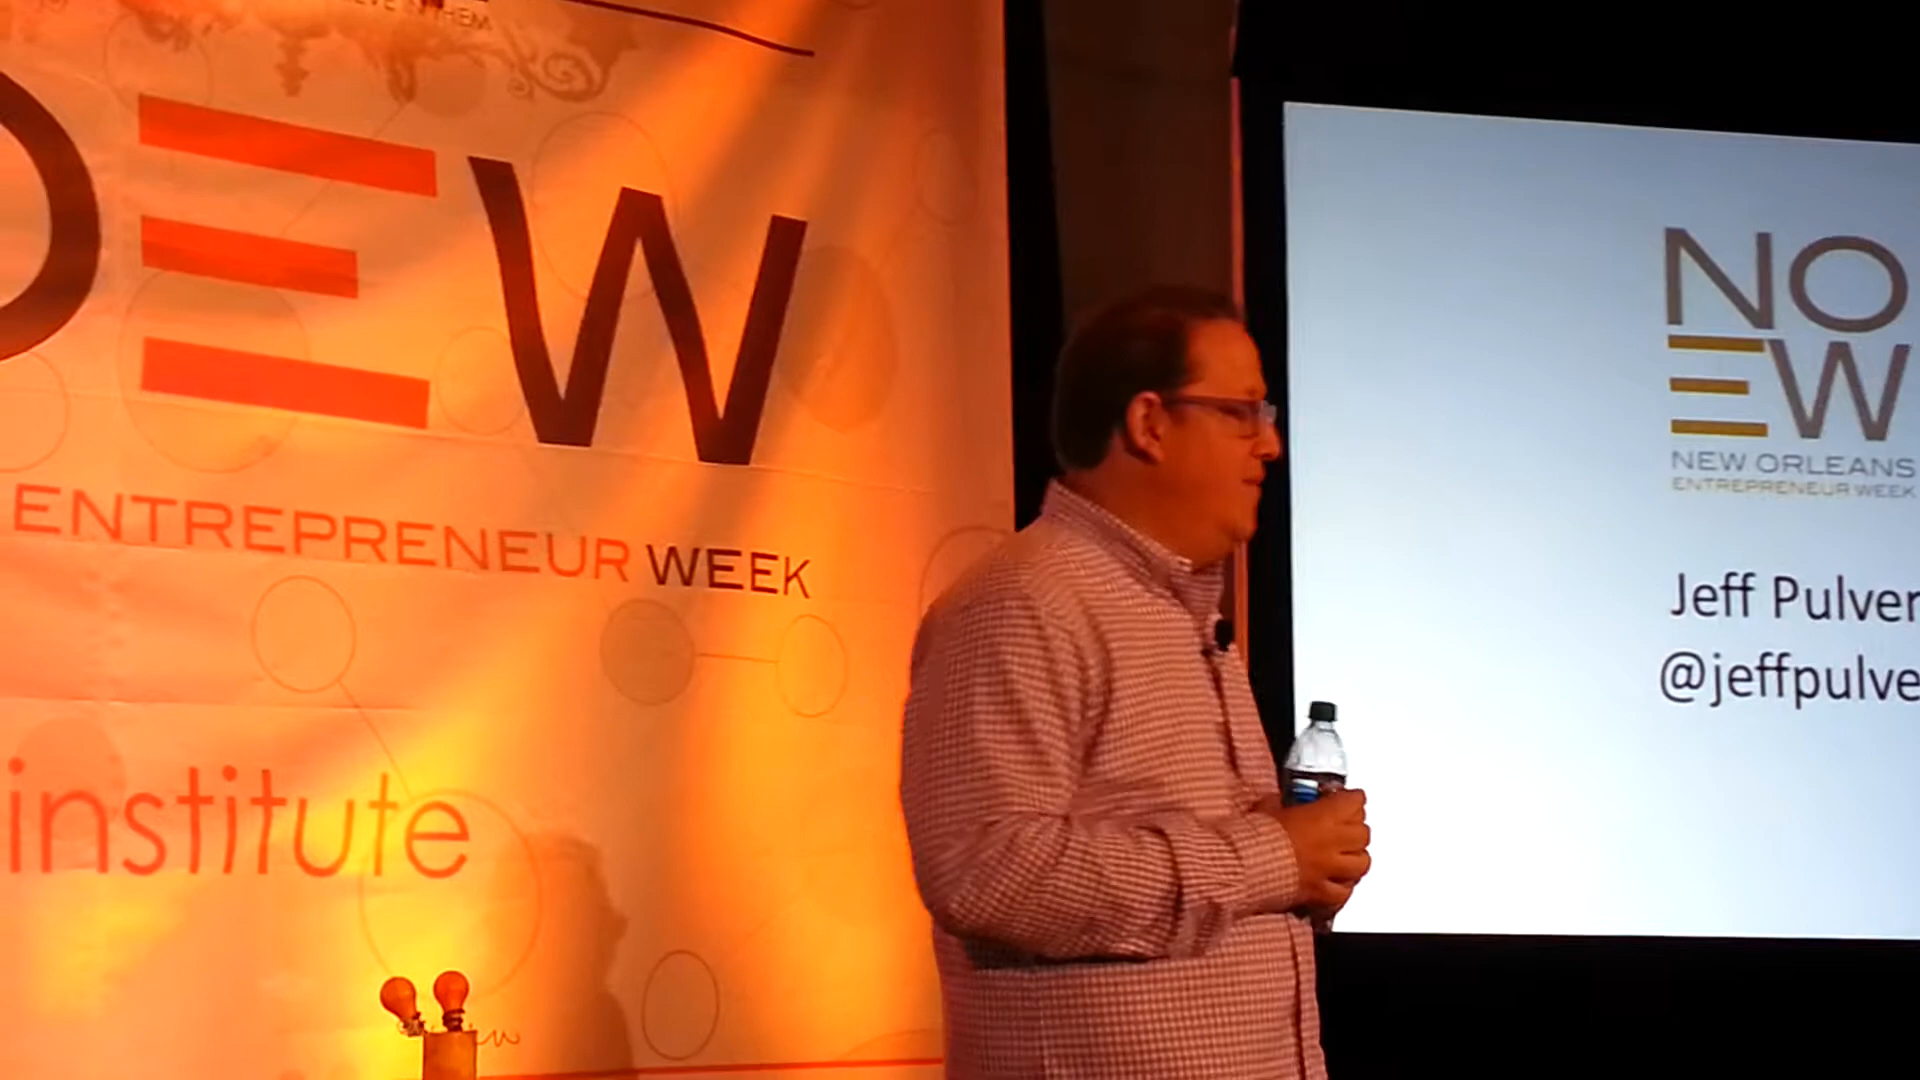 EW
ENTREPRENEUR WEEK
institute
NO
EW
NEW ORLEANS
ENTREPRENEUR WEEK
Jeff Pulver
@jeffpulve